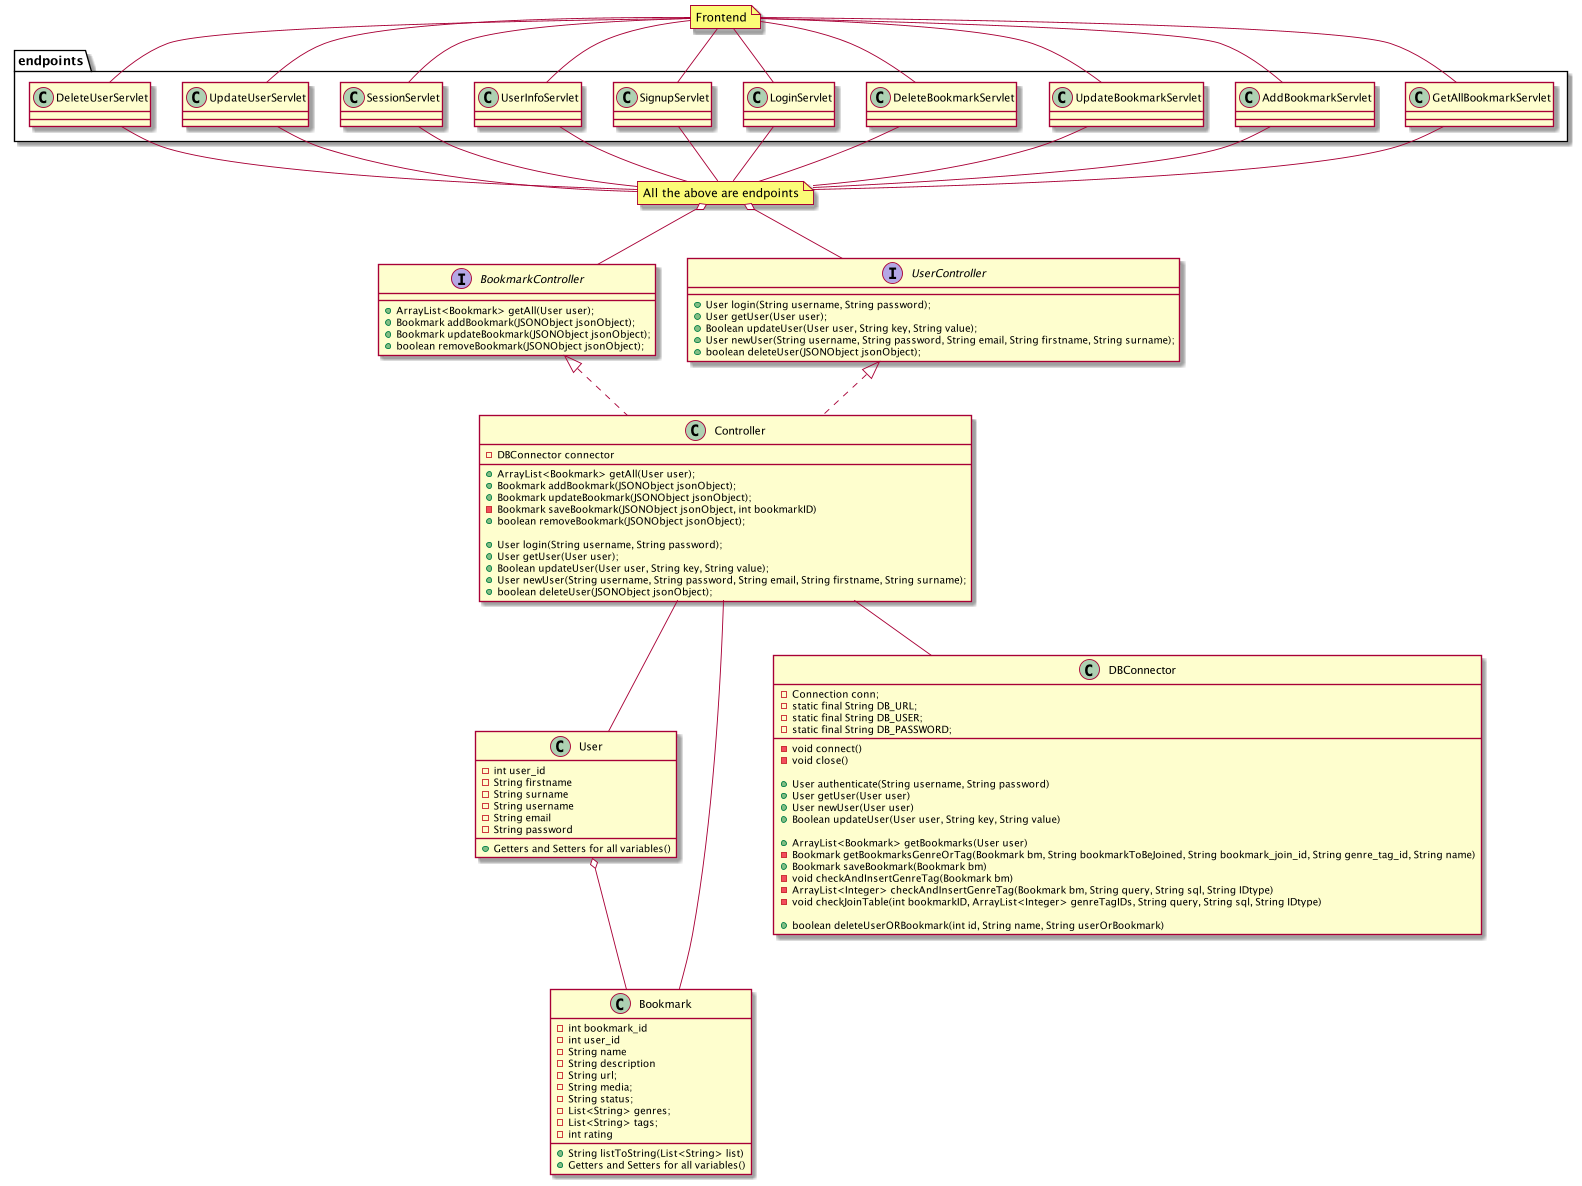 Frontend
endpoints
C DeleteUserServlet
C UpdateUserServlet
C SessionServlet
C UserInfoServlet
C SignupServlet
C LoginServlet
C DeleteBookmarkServlet
C UpdateBookmarkServlet
C AddBookmarkServlet
C GetAllBookmarkServlet
All the above are endpoints
I BookmarkController
ArrayList<Bookmark> getAll(User user);
Bookmark addBookmark(JSONObject jsonObject);
Bookmark updateBookmark(JSONObject jsonObject);
boolean removeBookmark(JSONObject jsonObject);
I UserController
User login(String username, String password);
User getUser(User user);
Boolean updateUser(User user, String key, String value);
User newUser(String username, String password, String email, String firstname, String surname);
boolean deleteUser(JSONObject jsonObject);
C Controller
DBConnector connector
ArrayList<Bookmark> getAll(User user);
Bookmark addBookmark(JSONObject jsonObject);
Bookmark updateBookmark(JSONObject jsonObject);
Bookmark saveBookmark(JSONObject jsonObject, int bookmarkID)
boolean removeBookmark(JSONObject jsonObject);
User login(String username, String password);
User getUser(User user);
Boolean updateUser(User user, String key, String value);
User newUser(String username, String password, String email, String firstname, String surname);
boolean deleteUser(JSONObject jsonObject);
C DBConnector
Connection conn;
static final String DB_URL;
static final String DB_USER;
static final String DB_PASSWORD;
void connect()
void close()
User authenticate(String username, String password)
User getUser(User user)
User newUser(User user)
Boolean updateUser(User user, String key, String value)
ArrayList<Bookmark> getBookmarks(User user)
Bookmark getBookmarksGenreOrTag(Bookmark bm, String bookmarkToBeJoined, String bookmark_join_id, String genre_tag_id, String name)
Bookmark saveBookmark(Bookmark bm)
void checkAndInsertGenreTag(Bookmark bm)
ArrayList<Integer> checkAndInsertGenreTag(Bookmark bm, String query, String sql, String IDtype)
void checkJoinTable(int bookmarkID, ArrayList<Integer> genreTagIDs, String query, String sql, String IDtype)
boolean deleteUserORBookmark(int id, String name, String userOrBookmark)
C User
int user_id
String firstname
String surname
String username
String email
String password
Getters and Setters for all variables()
C Bookmark
int bookmark_id
int user_id
String name
String description
String url;
String media;
String status;
List<String> genres;
List<String> tags;
int rating
String listToString(List<String> list)
Getters and Setters for all variables()